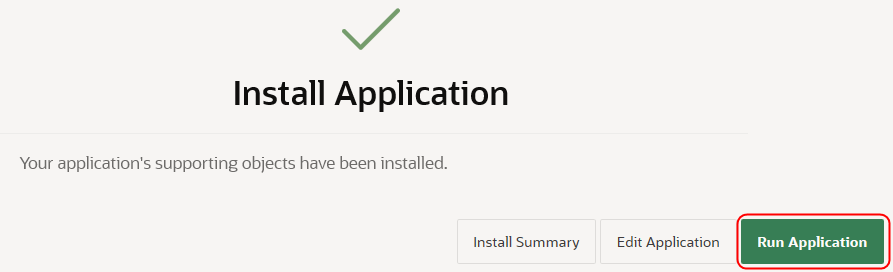 Install Application
Your application's supporting objects have been installed.
Install Summary
Edit Application
Run Application